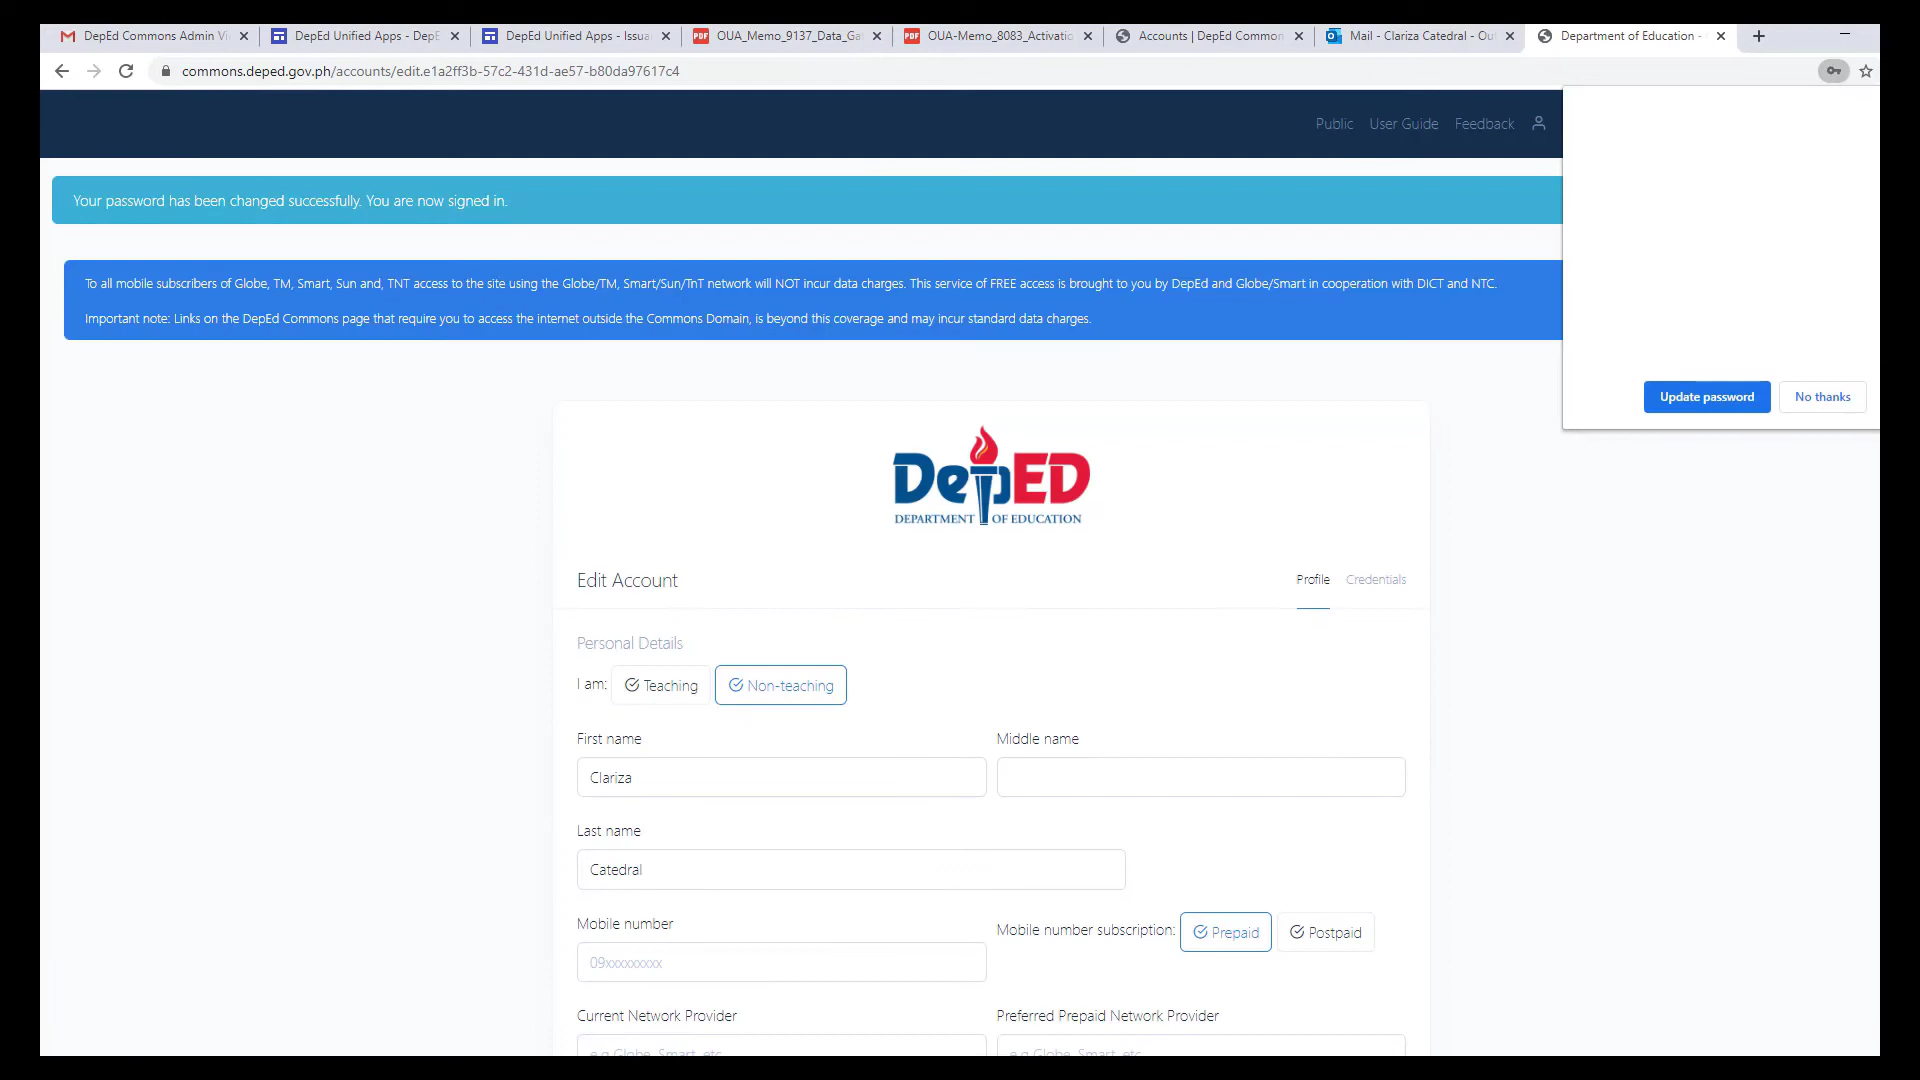 DepEd Commons Admin Vi
DepEd Unified Apps - DepE
DepEd Unified Apps - Issua
PDF OUA_Memo_9137_Data_Ga
PDF OUA-Memo_8083_Activatio
Accounts | DepEd Common
Mail - Clariza Catedral - Ou
Department of Education -
commons.deped.gov.ph/accounts/edit.e1a2ff3b-57c2-431d-ae57-b80da97617c4
Public User Guide Feedback
Your password has been changed successfully. You are now signed in.
To all mobile subscribers of Globe, TM, Smart, Sun and, TNT access to the site using the Globe/TM, Smart/Sun/TnT network will NOT incur data charges. This service of FREE access is brought to you by DepEd and Globe/Smart in cooperation with DICT and NTC.
Important note: Links on the DepEd Commons page that require you to access the internet outside the Commons Domain, is beyond this coverage and may incur standard data charges.
Update password No thanks
DepED
DEPARTMENT OF EDUCATION
Edit Account Profile Credentials
Personal Details
I am: Teaching Non-teaching
First name Middle name
Clariza
Last name
Catedral
Mobile number Mobile number subscription: Prepaid Postpaid
09xxxxxxxxx
Current Network Provider Preferred Prepaid Network Provider
e.g Globe, Smart, etc e.g Globe, Smart, etc